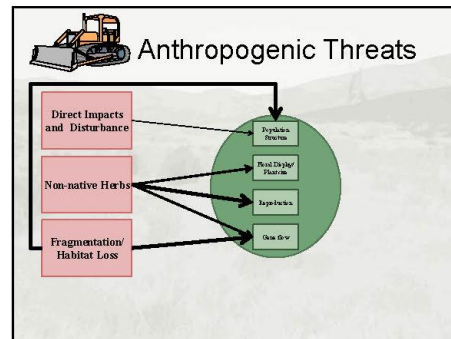 Anthropogenic Threats
Direct Impacts
and Disturbance
Non-native Herbs
Fragmentation/
Habitat Loss
Population
Structure
Floral Display/
Reproduction
Gene flow